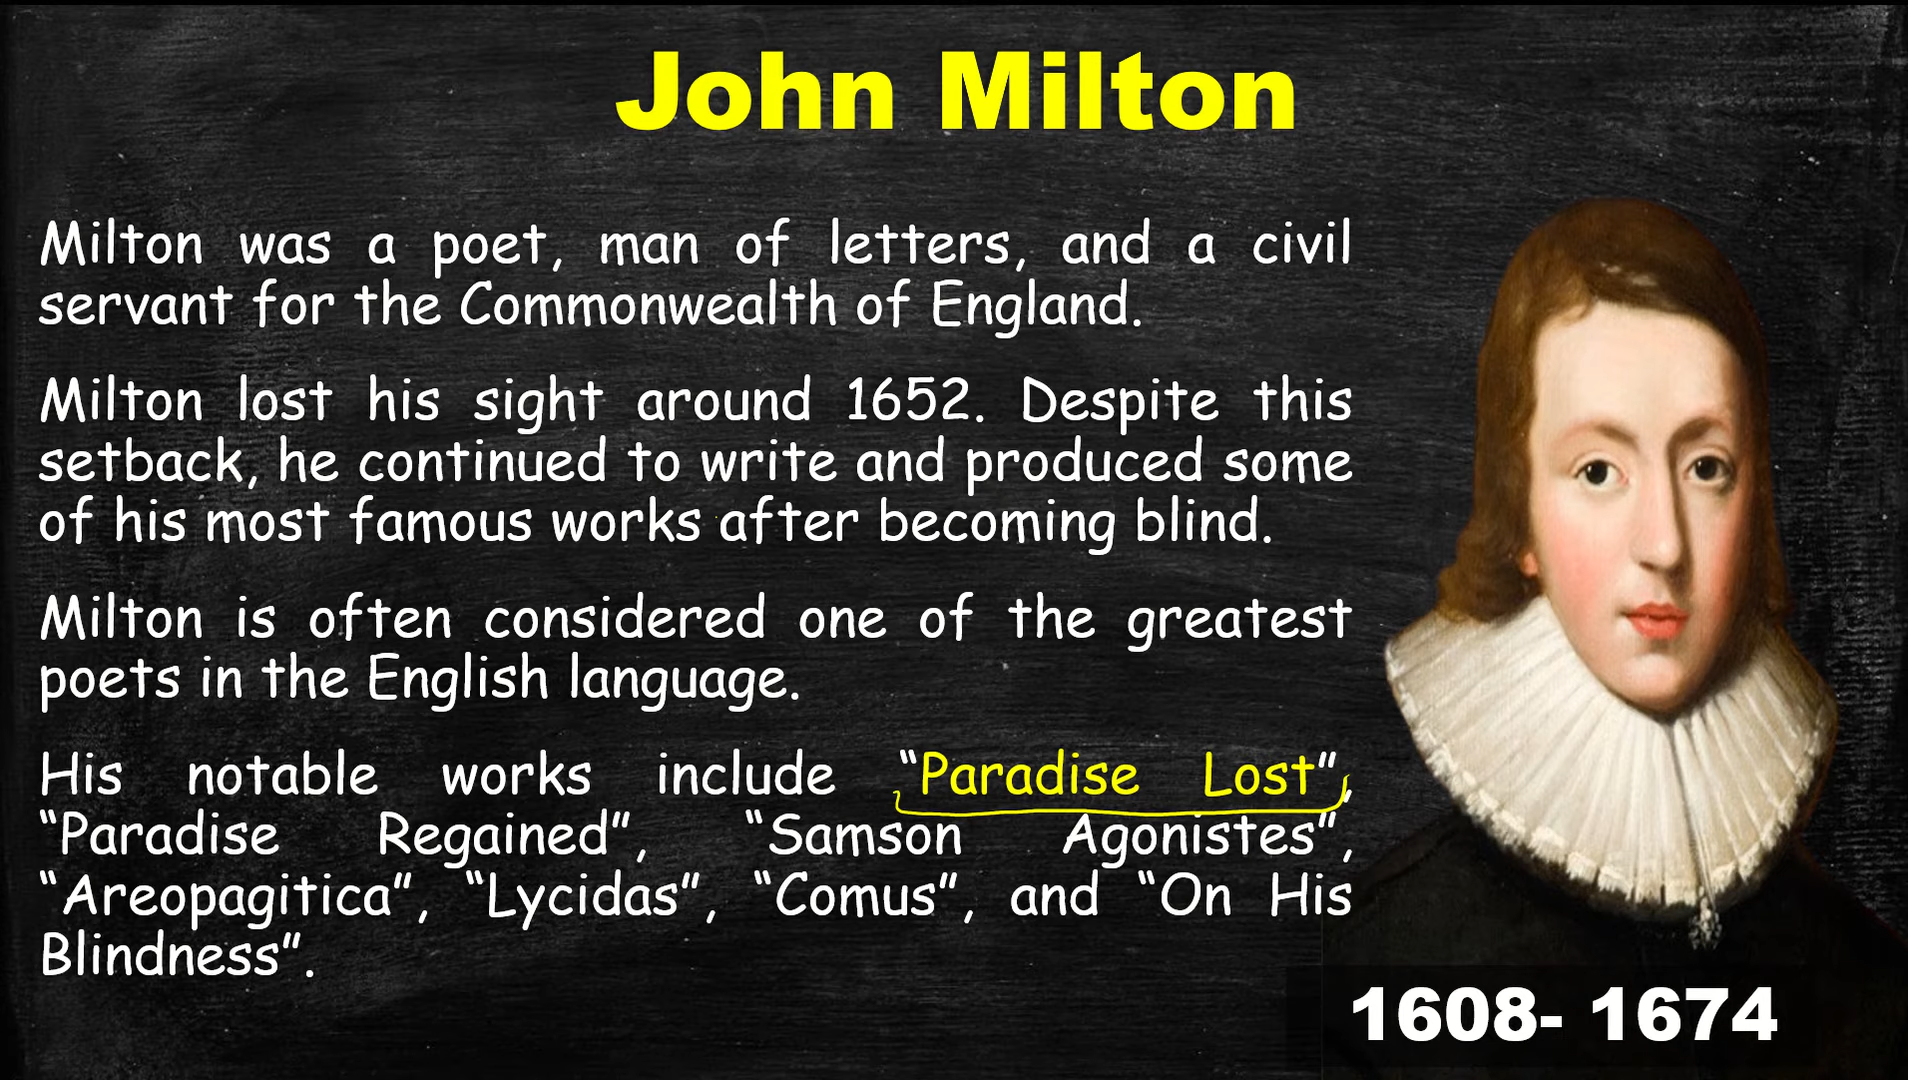 John Milton
Milton was a poet, man of letters, and a civil
servant for the Commonwealth of England.
Milton lost his sight around 1652. Despite this
setback, he continued to write and produced some
of his most famous works after becoming blind.
Milton is often considered one of the greatest
poets in the English language.
His notable works include “Paradise Lost”,
“Paradise Regained”, “Samson Agonistes”,
“Areopagitica”, “Lycidas”, “Comus”, and “On His
Blindness”.
1608- 1674